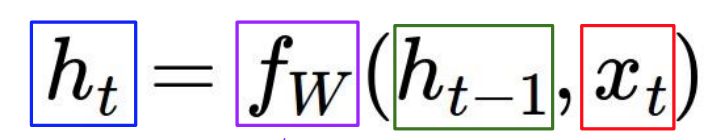 h_t = f_W(h_{t-1}, x_t)